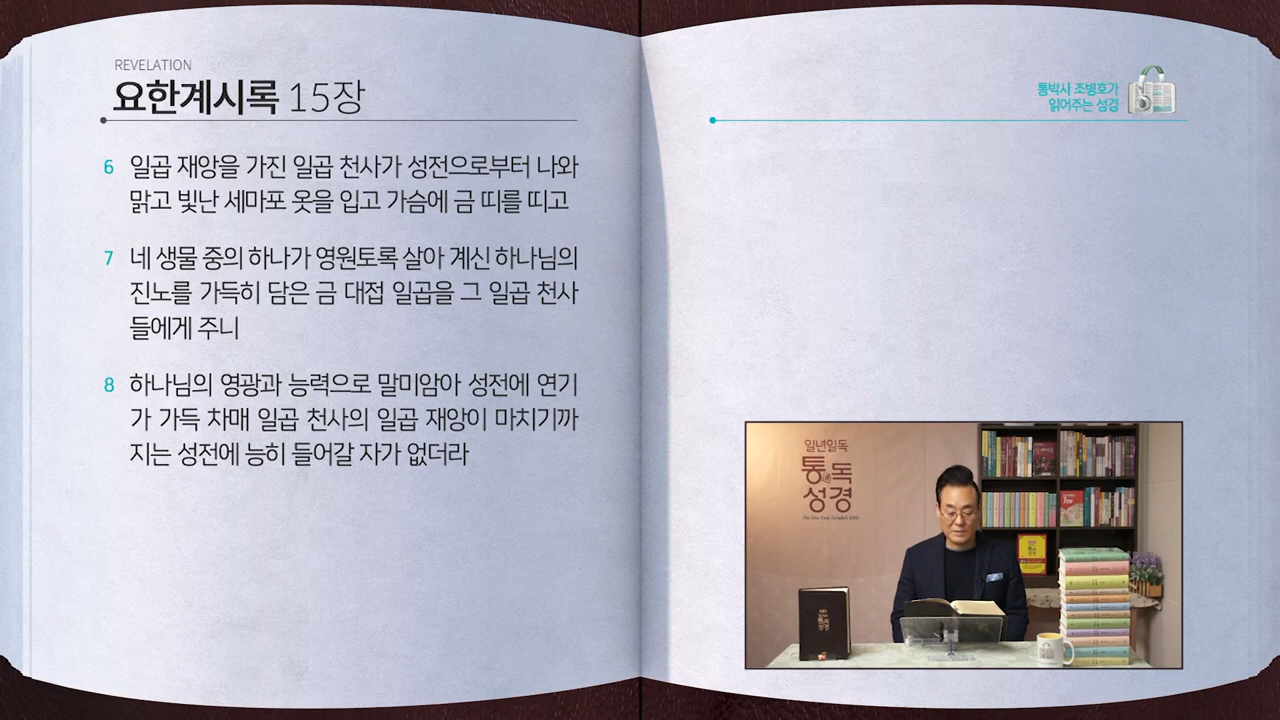 REVELATION
요한계시록 15장
통박사 조병호가
읽어주는 성경
6 일곱 재앙을 가진 일곱 천사가 성전으로부터 나와
맑고 빛난 세마포 옷을 입고 가슴에 금 띠를 띠고
7 네 생물 중의 하나가 영원토록 살아 계신 하나님의
진노를 가득히 담은 금 대접 일곱을 그 일곱 천사
들에게 주니
8 하나님의 영광과 능력으로 말미암아 성전에 연기
가 가득 차매 일곱 천사의 일곱 재앙이 마치기까
지는 성전에 능히 들어갈 자가 없더라
일년일독
통독
성경
통독
성경